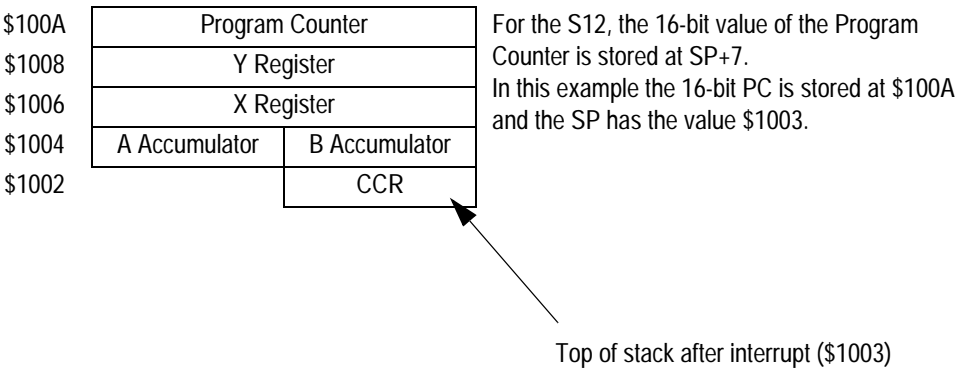 $100A Program Counter
$1008 Y Register
$1006 X Register
$1004 A Accumulator B Accumulator
$1002 CCR
For the S12, the 16-bit value of the Program
Counter is stored at SP+7.
In this example the 16-bit PC is stored at $100A
and the SP has the value $1003.
Top of stack after interrupt ($1003)